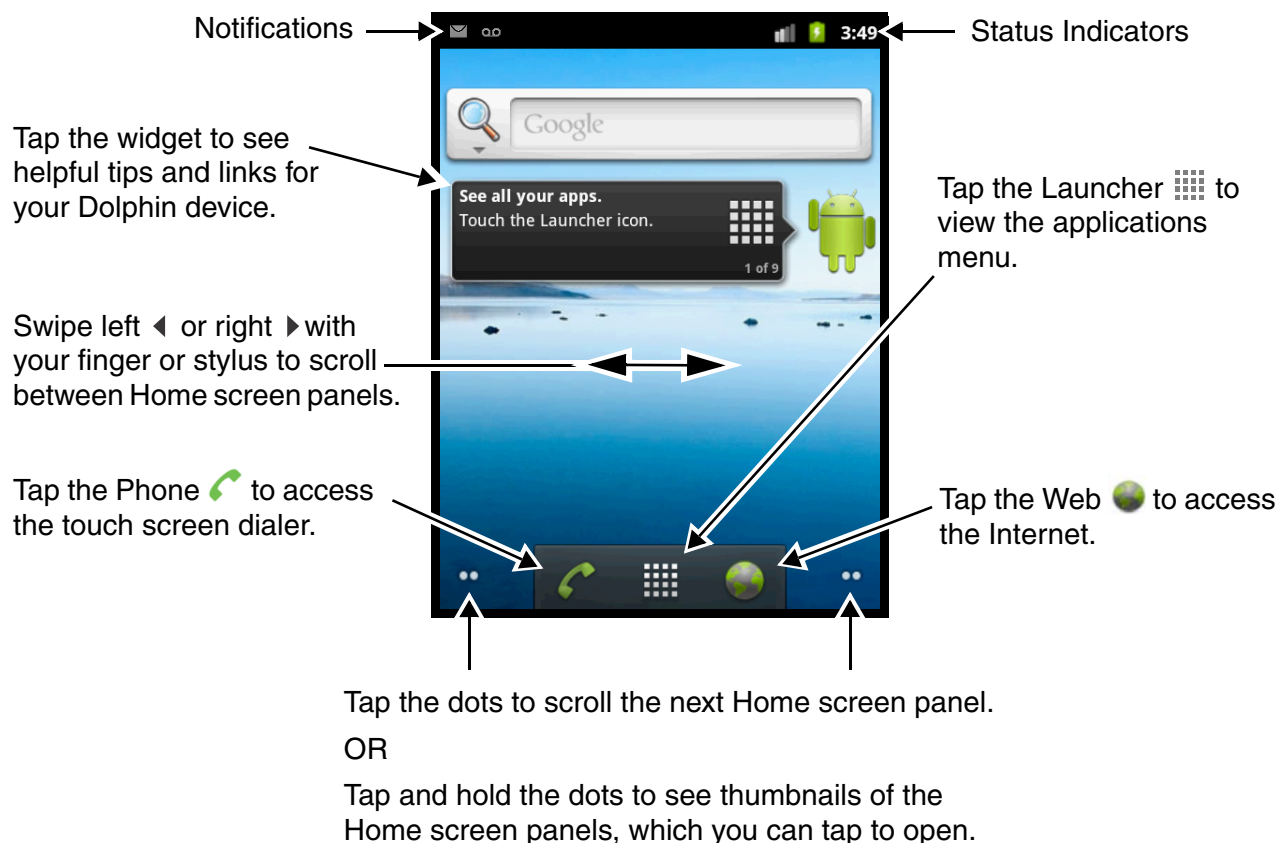 Notifications
3:49
Status Indicators
Google
Tap the widget to see
helpful tips and links for
your Dolphin device.
See all your apps.
Touch the Launcher icon.
1 of 9
Tap the Launcher to
view the applications
menu.
Swipe left or right with
your finger or stylus to scroll
between Home screen panels.
Tap the Phone to access
the touch screen dialer.
Tap the Web to access
the Internet.
Tap the dots to scroll the next Home screen panel.
OR
Tap and hold the dots to see thumbnails of the
Home screen panels, which you can tap to open.